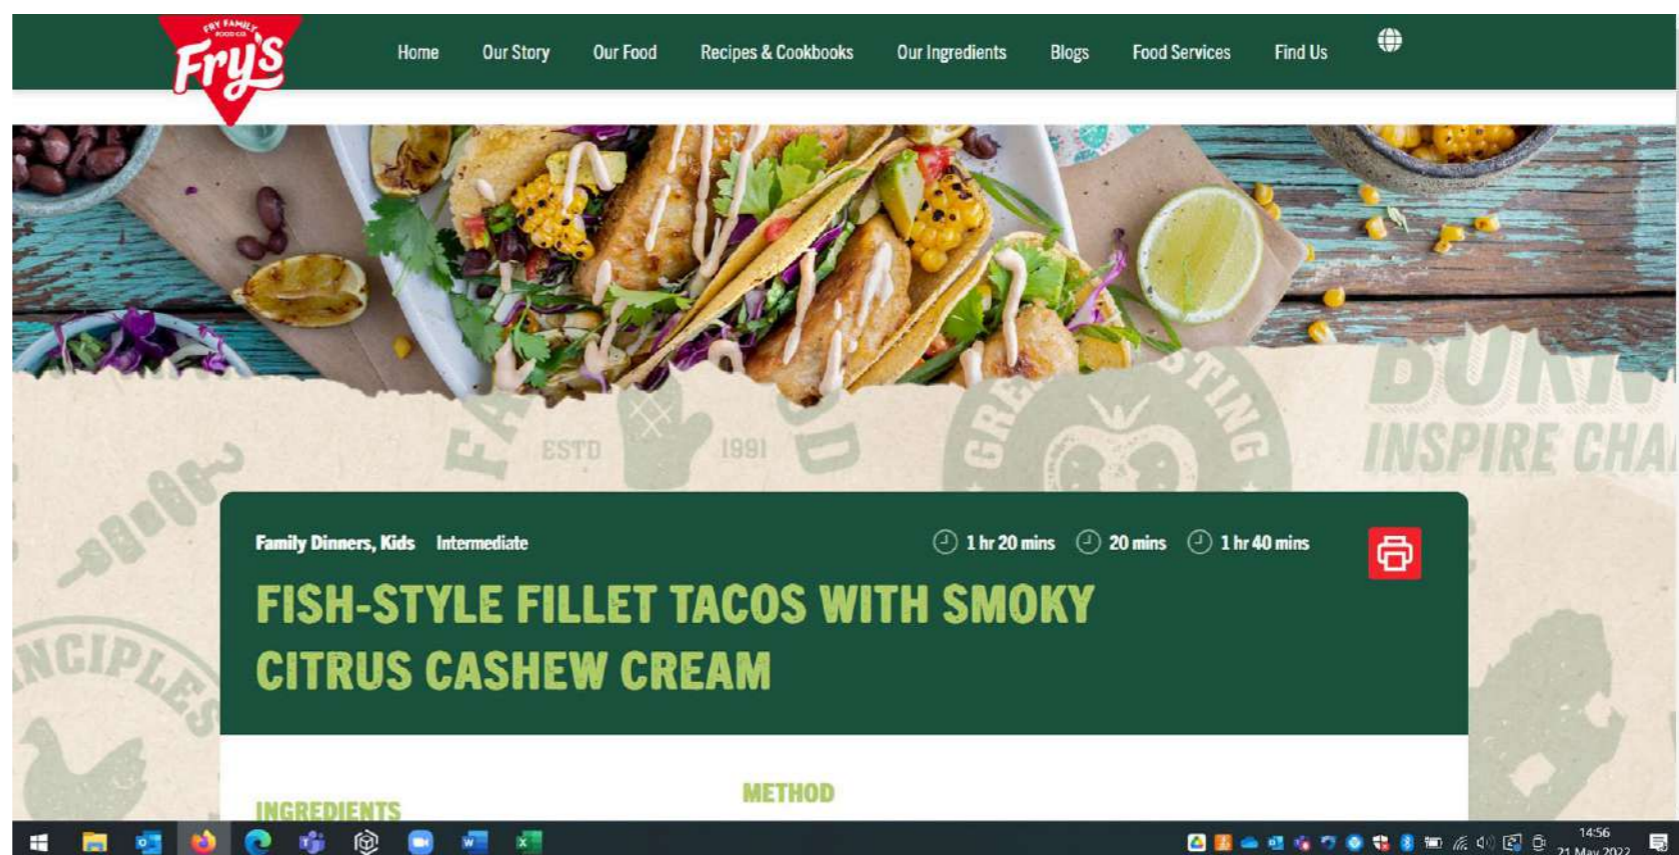 FRY FAMILY
FOOD CO.
Fry's
Home Our Story Our Food Recipes & Cookbooks Our Ingredients Blogs Food Services Find Us
ESTD 1991
INSPIRE CHA
Family Dinners, Kids Intermediate 1 hr 20 mins 20 mins 1 hr 40 mins
FISH-STYLE FILLET TACOS WITH SMOKY
CITRUS CASHEW CREAM
NCIPLES
METHOD
INGREDIENTS
14:56
21 May 2022